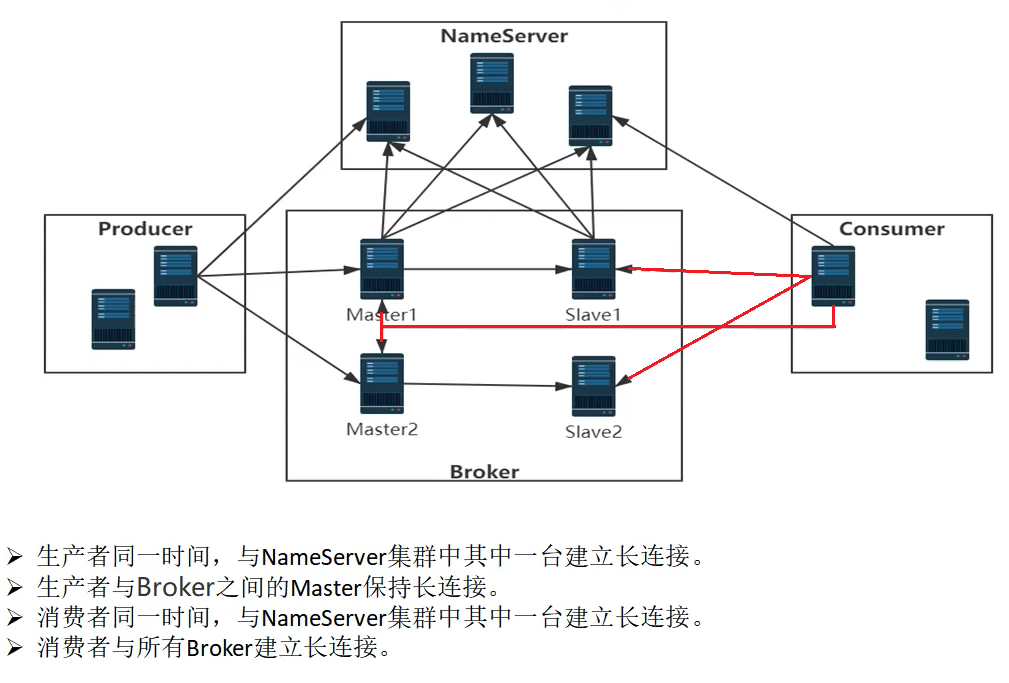 NameServer
Producer
Consumer
Master1
Slave1
Master2
Slave2
Broker
➢ 生产者同一时间，与NameServer集群中其中一台建立长连接。
➢ 生产者与Broker之间的Master保持长连接。
➢ 消费者同一时间，与NameServer集群中其中一台建立长连接。
➢ 消费者与所有Broker建立长连接。